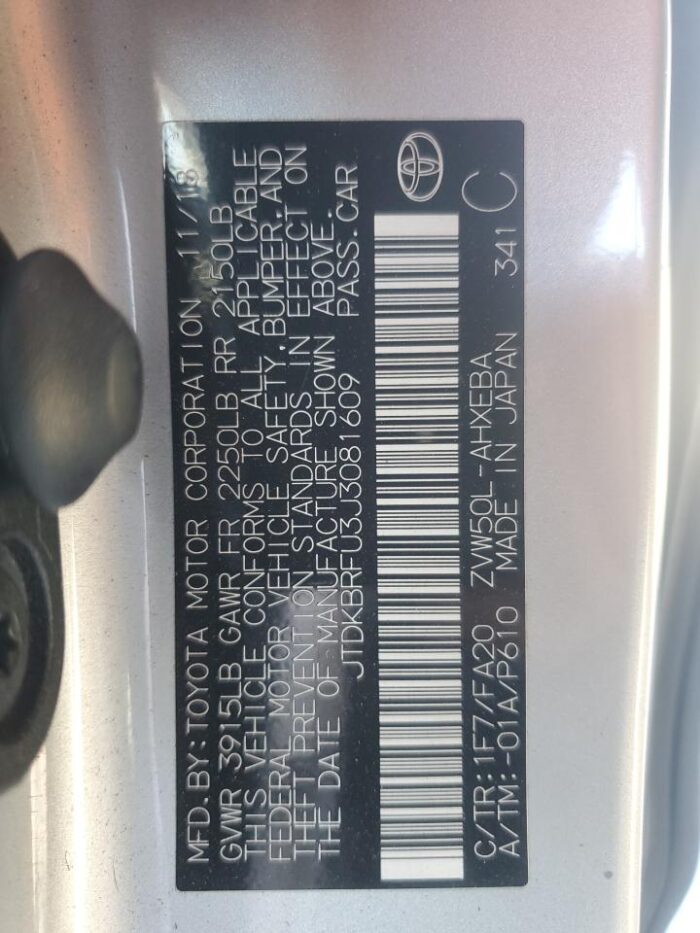 MFD. BY: TOYOTA MOTOR CORPORATION 11/18
GVWR 3915LB GAWR FR 2250LB RR 2150LB
THIS VEHICLE CONFORMS TO ALL APPLICABLE
FEDERAL MOTOR VEHICLE SAFETY, BUMPER, AND
THEFT PREVENTION STANDARDS IN EFFECT ON
THE DATE OF MANUFACTURE SHOWN ABOVE.
JTDKBRFU3J3081609 PASS. CAR
C/TR: 1F7/FA20 ZVW50L-AHXEBA
A/TM: -01A/P610 MADE IN JAPAN 341 C